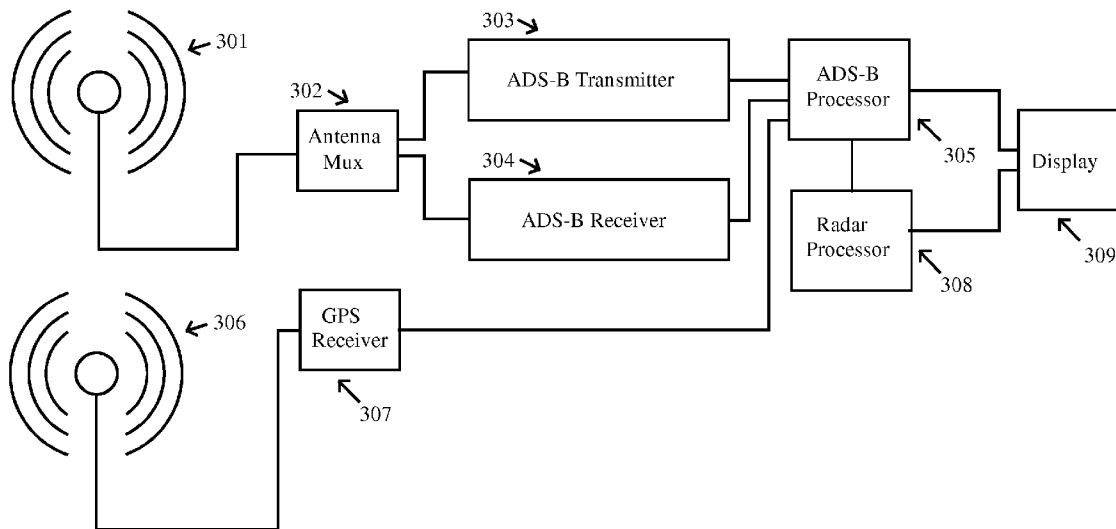 301
302
Antenna
Mux
303
ADS-B Transmitter
304
ADS-B Receiver
ADS-B
Processor
305
Radar
Processor
308
Display
309
306
GPS
Receiver
307